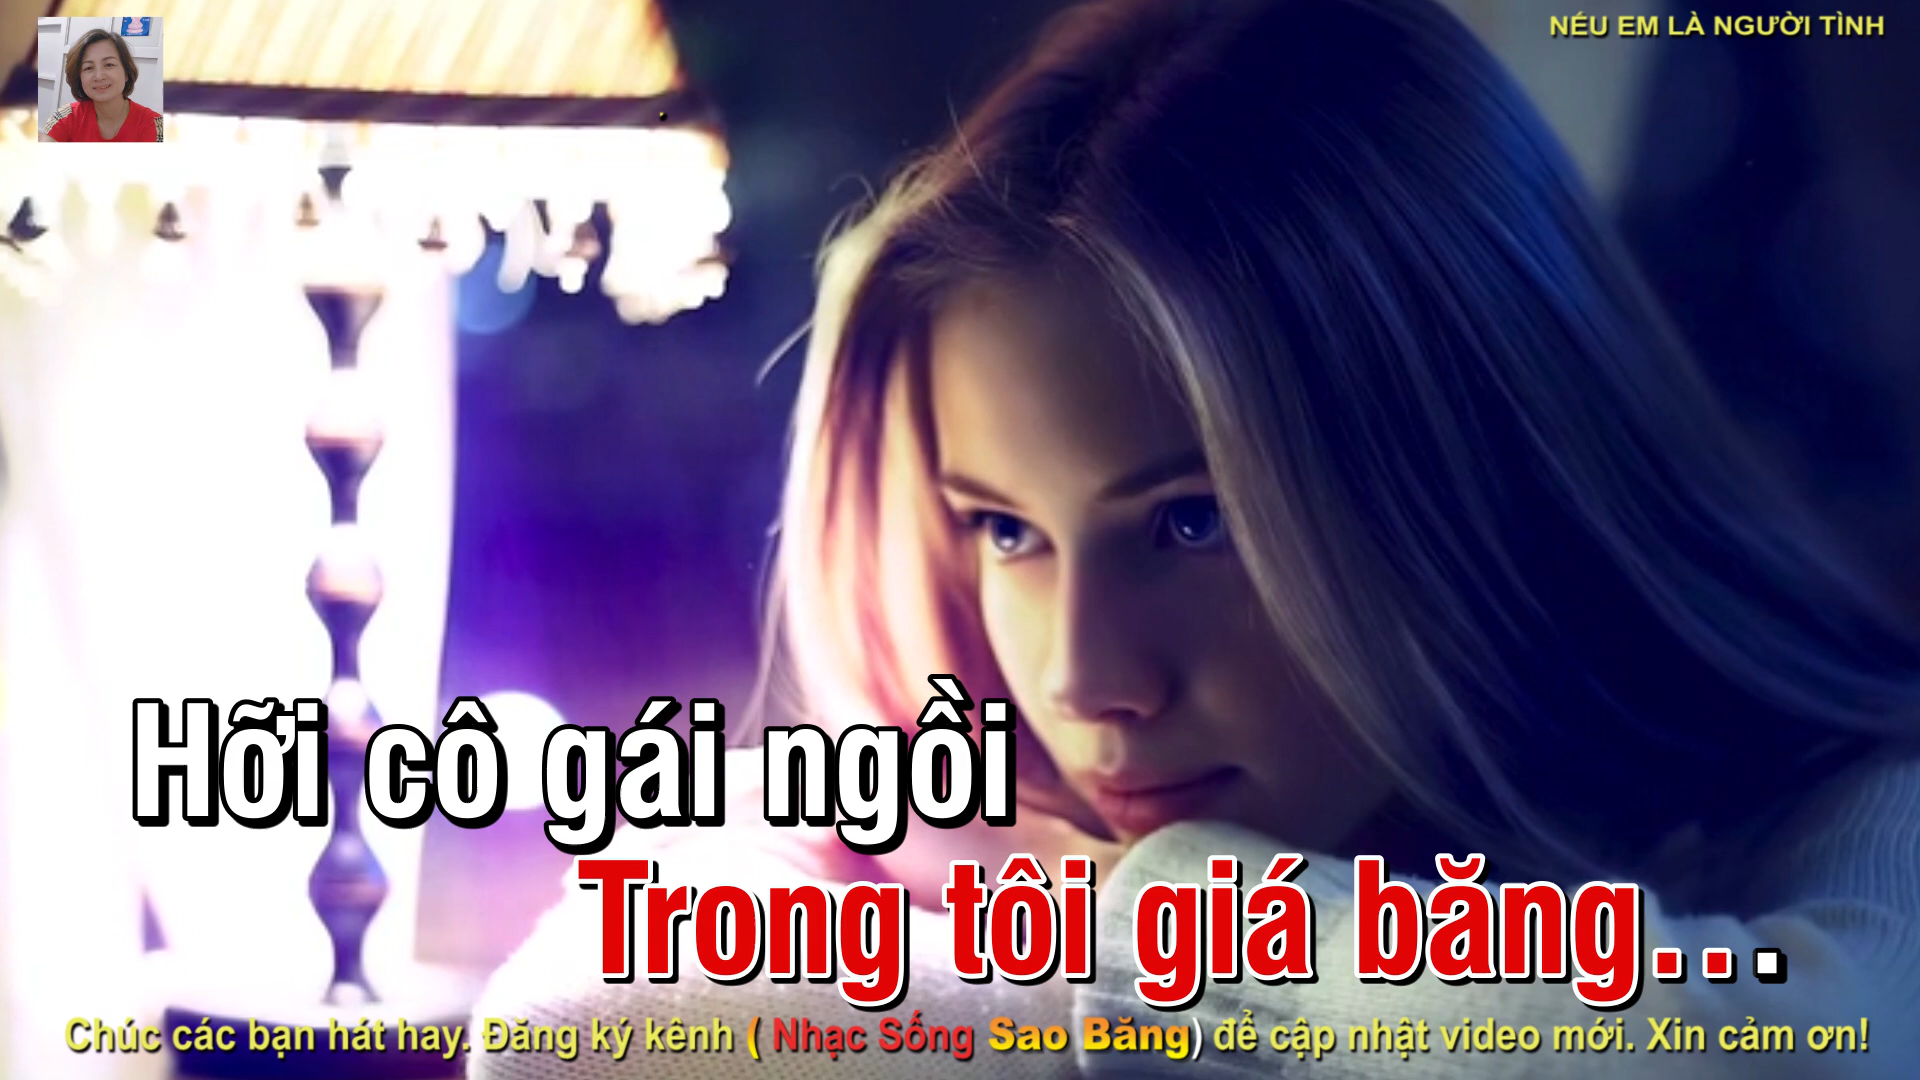 NẾU EM LÀ NGƯỜI TÌNH
Hỡi cô gái ngồi
Trong tôi giá băng...
Chúc các bạn hát hay. Đăng ký kênh ( Nhạc Sống Sao Băng) để cập nhật video mới. Xin cảm ơn!